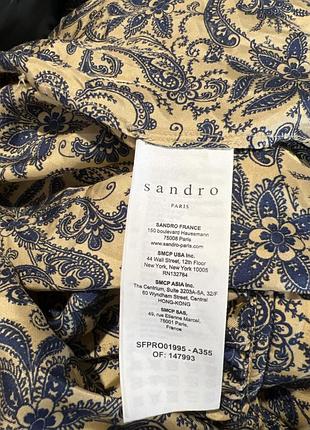 sandro
PARIS
SANDRO FRANCE
150 boulevard Haussmann
75008 Paris
sandro-paris.com
SMCP USA Inc.
44 Wall Street, 12th Floor
New York, New York 10005
RN132784
SMCP ASIA Inc.
The Centrium, Suite 3203A-5A, 32/F
60 Wyndham Street, Central
HONG-KONG
SMCP SAS,
49, rue Etienne Marcel,
75001 Paris,
France
SFPRO01995 - A355
OF: 147993